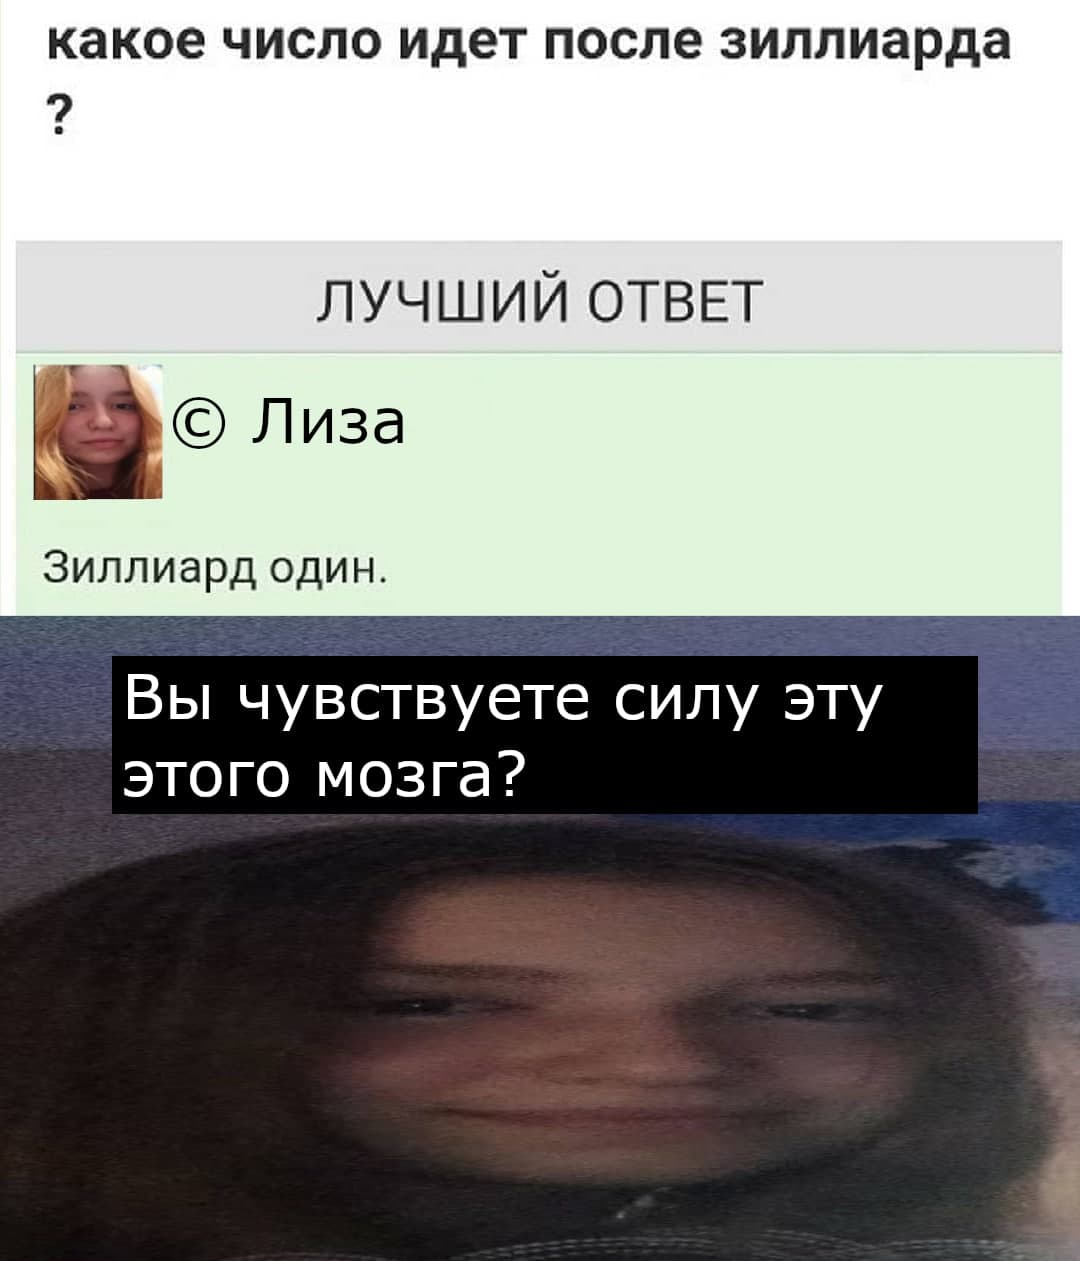 какое число идет после зиллиарда
?
ЛУЧШИЙ ОТВЕТ
© Лиза
Зиллиард один.
Вы чувствуете силу эту
этого мозга?